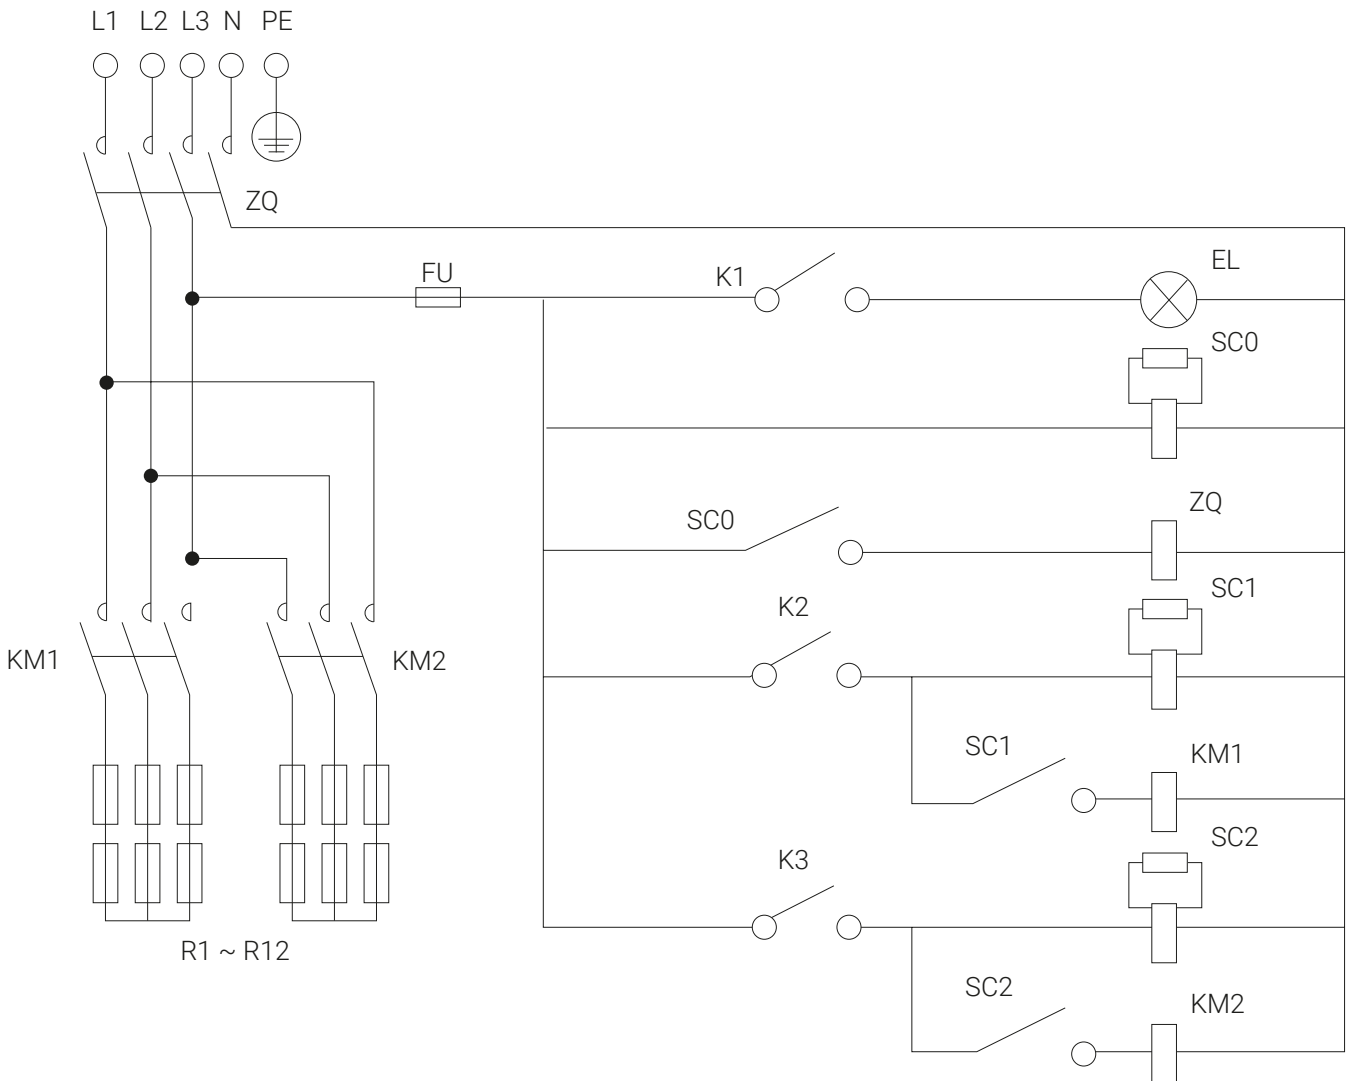 L1 L2 L3 N PE
ZQ
FU
K1
EL
SC0
SC0
ZQ
K2
SC1
KM1
KM2
SC1
KM1
K3
SC2
R1 ~ R12
SC2
KM2